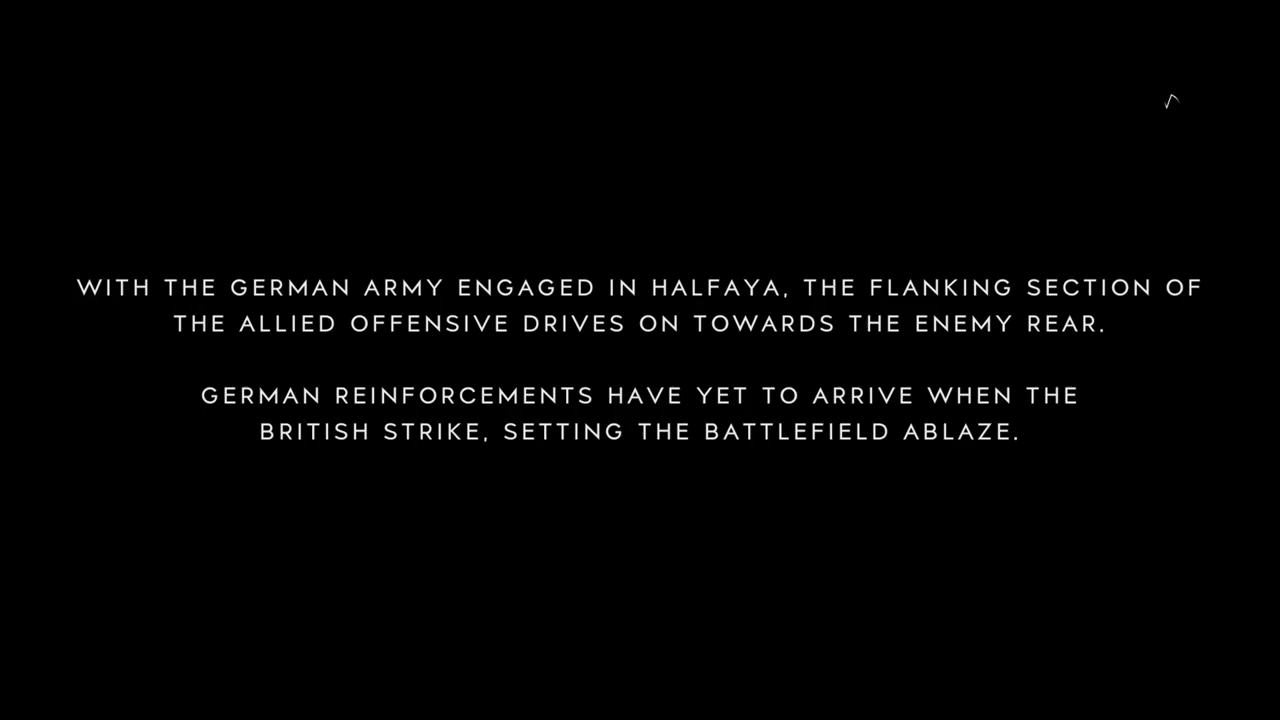 WITH THE GERMAN ARMY ENGAGED IN HALFAYA, THE FLANKING SECTION OF
THE ALLIED OFFENSIVE DRIVES ON TOWARDS THE ENEMY REAR.
GERMAN REINFORCEMENTS HAVE YET TO ARRIVE WHEN THE
BRITISH STRIKE, SETTING THE BATTLEFIELD ABLAZE.